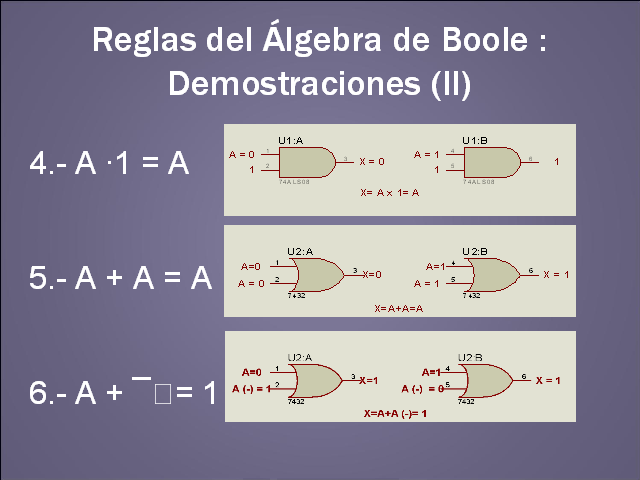 Reglas del Álgebra de Boole :
Demostraciones (II)
4.- A ·1 = A
U1:A
A = 0
1
1
2
3
X = 0
74ALS08
U1:B
A = 1
1
4
5
6
1
74ALS08
X= A x 1= A
5.- A + A = A
U2:A
A=0
A = 0
1
2
3
X=0
7432
U2:B
A=1
A = 1
4
5
6
X = 1
7432
X=A+A=A
6.- A + ¯□= 1
U2:A
A=0
A (-) = 1
1
2
3
X=1
7432
U2:B
A=1
A (-) = 0
4
5
6
X = 1
7432
X=A+A (-)= 1